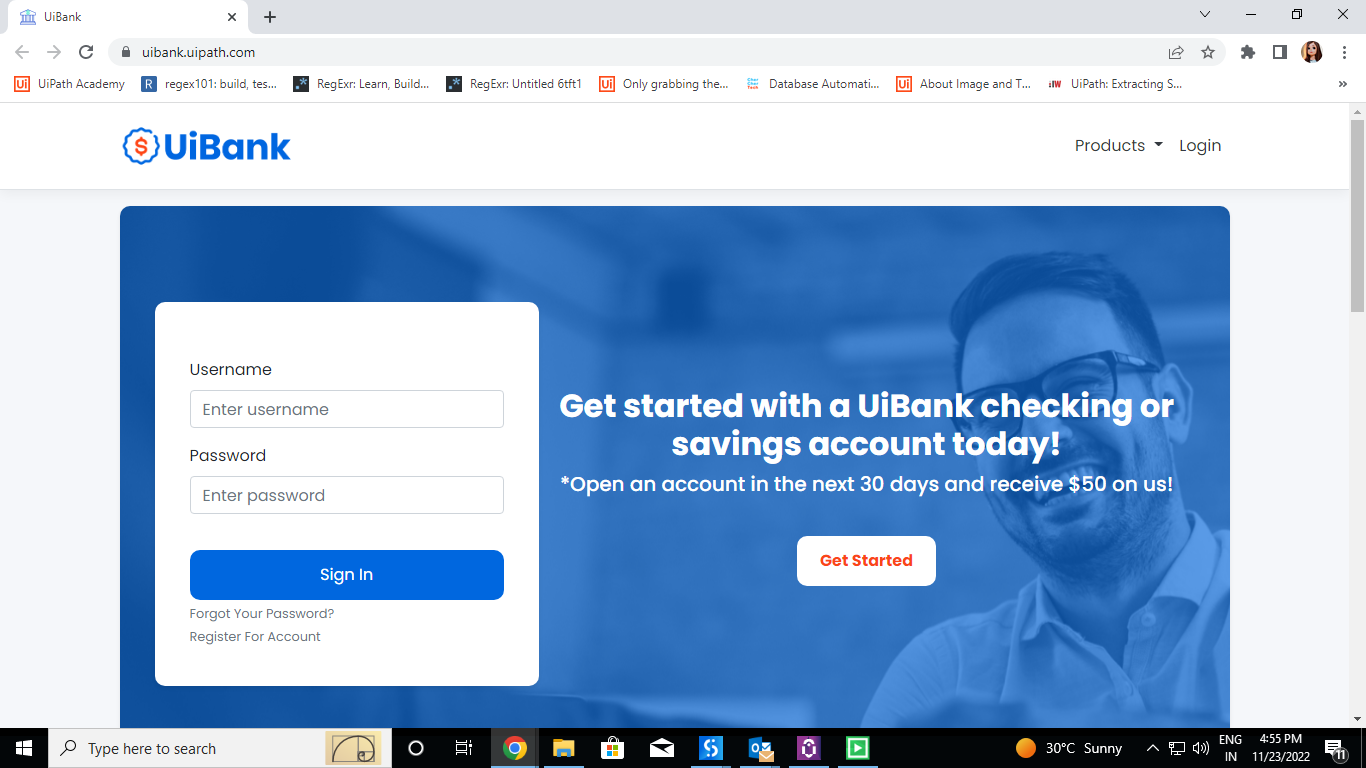 UiBank
uibank.uipath.com
UiPath Academy
regex101: build, tes...
RegExr: Learn, Build...
RegExr: Untitled 6tft1
Only grabbing the...
Database Automati...
About Image and T...
UiPath: Extracting S...
UiBank
Products
Login
Username
Enter username
Password
Enter password
Sign In
Forgot Your Password?
Register For Account
Get started with a UiBank checking or
savings account today!
*Open an account in the next 30 days and receive $50 on us!
Get Started
Type here to search
30°C Sunny
ENG
IN
4:55 PM
11/23/2022
11